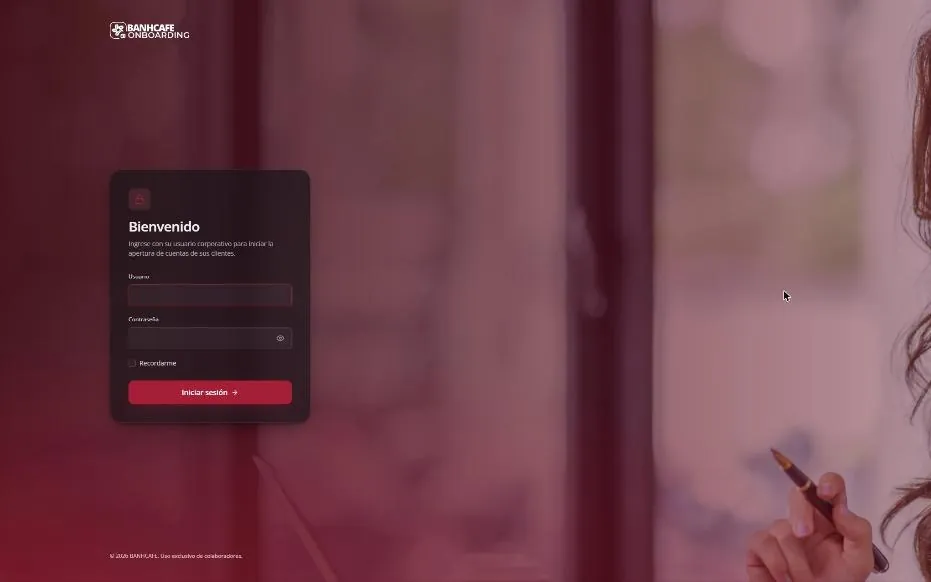 BANHCAFE
ONBOARDING
Bienvenido
Ingrese con su usuario corporativo para iniciar la
apertura de cuentas de sus clientes.
Usuario
Contraseña
Recordarme
Iniciar sesión →
© 2026 BANHCAFE. Uso exclusivo de colaboradores.